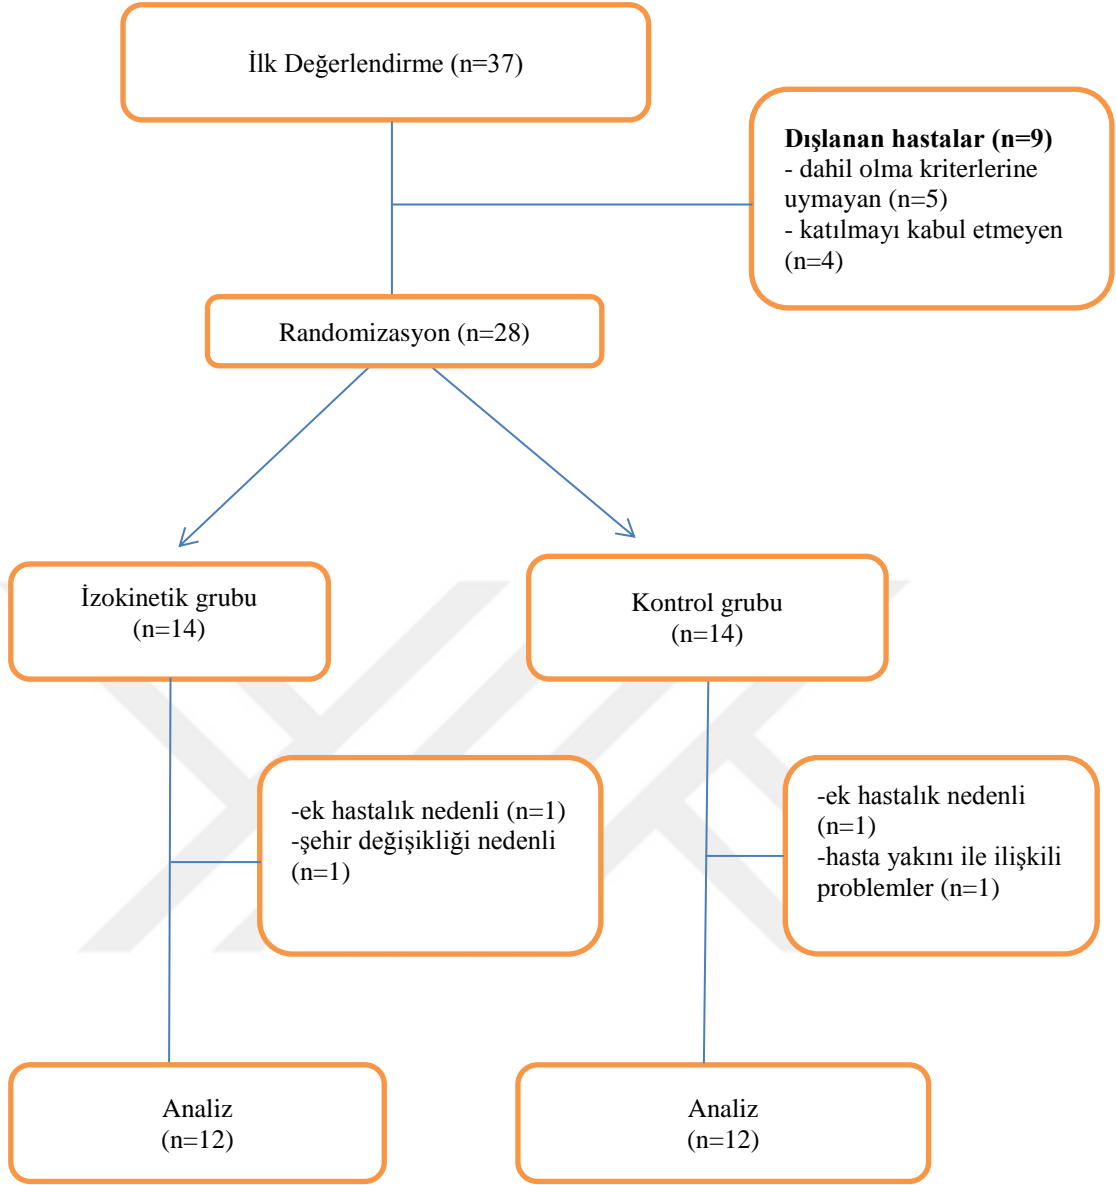 İlk Değerlendirme (n=37)
Dışlanan hastalar (n=9)
- dahil olma kriterlerine
uymayan (n=5)
- katılmayı kabul etmeyen
(n=4)
Randomizasyon (n=28)
İzokinetik grubu
(n=14)
Kontrol grubu
(n=14)
-ek hastalık nedenli (n=1)
-şehir değişikliği nedenli
(n=1)
-ek hastalık nedenli
(n=1)
-hasta yakını ile ilişkili
problemler (n=1)
Analiz
(n=12)
Analiz
(n=12)